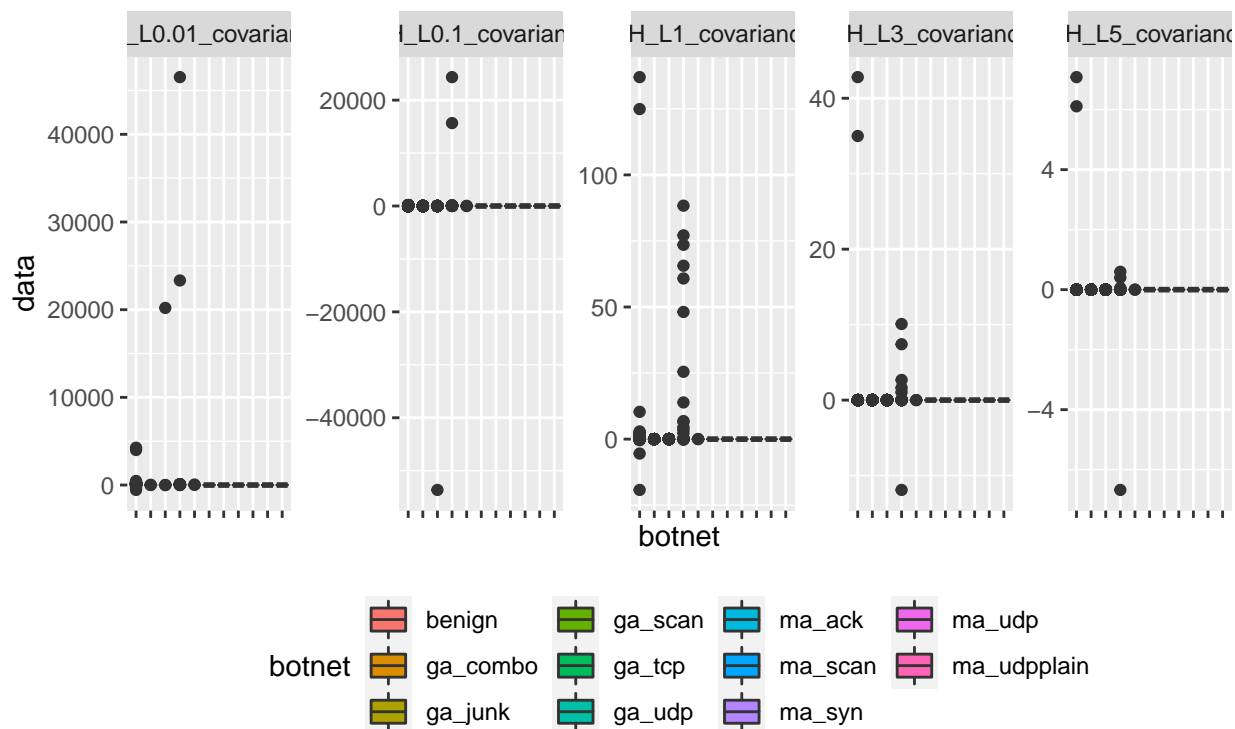 _L0.01_covarian
H_L0.1_covarianc
H_L1_covarianc
H_L3_covarianc
H_L5_covarianc
data
40000
30000
20000
10000
0
20000
0
−20000
−40000
100
50
0
40
20
0
4
0
−4
botnet
botnet
benign
ga_combo
ga_junk
ga_scan
ga_tcp
ga_udp
ma_ack
ma_scan
ma_syn
ma_udp
ma_udpplain